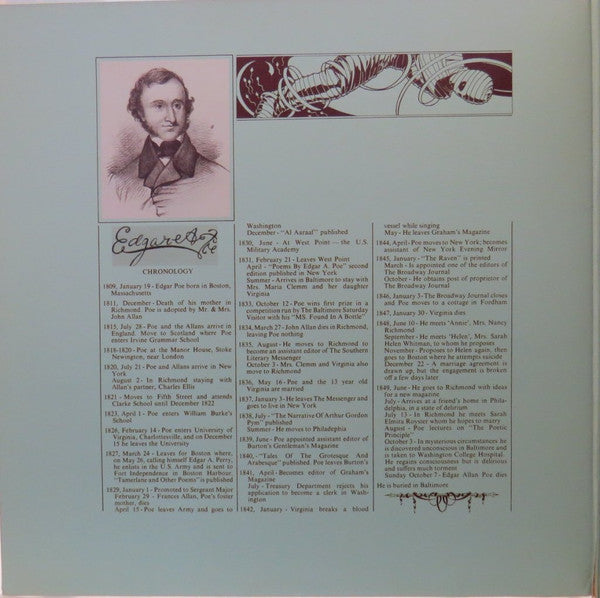 Edgar A Poe
CHRONOLOGY
1809, January 19 - Edgar Poe born in Boston,
Massachusetts
1811, December - Death of his mother in
Richmond. Poe is adopted by Mr. & Mrs.
John Allan
1815, July 28 - Poe and the Allans arrive in
England. Move to Scotland where Poe
enters Irvine Grammar School
1818-1820 - Poe at the Manor House, Stoke
Newington, near London
1820, July 21 - Poe and Allans arrive in New
York
August 2 - In Richmond staying with
Allan's partner, Charles Ellis
1821 - Moves to Fifth Street and attends
Clarke School until December 1822
1823, April 1 - Poe enters William Burke's
School
1826, February 14 - Poe enters University of
Virginia, Charlottesville, and on December
15 he leaves the University
1827, March 24 - Leaves for Boston where,
on May 26, calling himself Edgar A. Perry,
he enlists in the U.S. Army and is sent to
Fort Independence in Boston Harbour.
"Tamerlane and Other Poems" is published
1829, January 1 - Promoted to Sergeant Major
February 29 - Frances Allan, Poe's foster
mother, dies
April 15 - Poe leaves Army and goes to
Washington
December - "Al Aaraaf" published
1830, June - At West Point — the U.S.
Military Academy
1831, February 21 - Leaves West Point
April - "Poems By Edgar A. Poe" second
edition published in New York
Summer - Arrives in Baltimore to stay with
Mrs. Maria Clemm and her daughter
Virginia
1833, October 12 - Poe wins first prize in a
competition run by The Baltimore Saturday
Visitor with his "MS. Found In A Bottle"
1834, March 27 - John Allan dies in Richmond,
leaving Poe nothing
1835, August - He moves to Richmond to
become an assistant editor of The Southern
Literary Messenger
October 3 - Mrs. Clemm and Virginia also
move to Richmond
1836, May 16 - Poe and the 13 year old
Virginia are married
1837, January 3 - He leaves The Messenger and
goes to live in New York
1838, July - "The Narrative Of Arthur Gordon
Pym" published
Summer - He moves to Philadelphia
1839, June - Poe appointed assistant editor of
Burton's Gentleman's Magazine
1840, - "Tales Of The Grotesque And
Arabesque" published. Poe leaves Burton's
1841, April - Becomes editor of Graham's
Magazine
July - Treasury Department rejects his
application to become a clerk in Wash-
ington
1842, January - Virginia breaks a blood
vessel while singing
May - He leaves Graham's Magazine
1844, April - Poe moves to New York; becomes
assistant of New York Evening Mirror
1845, January - "The Raven" is printed
March - Is appointed one of the editors of
The Broadway Journal
October - He obtains post of proprietor of
The Broadway Journal
1846, January 3 - The Broadway Journal closes
and Poe moves to a cottage in Fordham
1847, January 30 - Virginia dies
1848, June 10 - He meets 'Annie', Mrs. Nancy
Richmond
September - He meets 'Helen', Mrs. Sarah
Helen Whitman, to whom he proposes
November - Proposes to Helen again, then
goes to Boston where he attempts suicide
December 22 - A marriage agreement is
drawn up, but the engagement is broken
off a few days later
1849, June - He goes to Richmond with ideas
for a new magazine
July - Arrives at a friend's home in Phila-
delphia, in a state of delirium
July 13 - In Richmond he meets Sarah
Elmira Royster whom he hopes to marry
August - Poe lectures on "The Poetic
Principle"
October 3 - In mysterious circumstances he
is discovered unconscious in Baltimore and
is taken to Washington College Hospital.
He regains consciousness but is delirious
and suffers much torment
Sunday October 7 - Edgar Allan Poe dies
He is buried in Baltimore